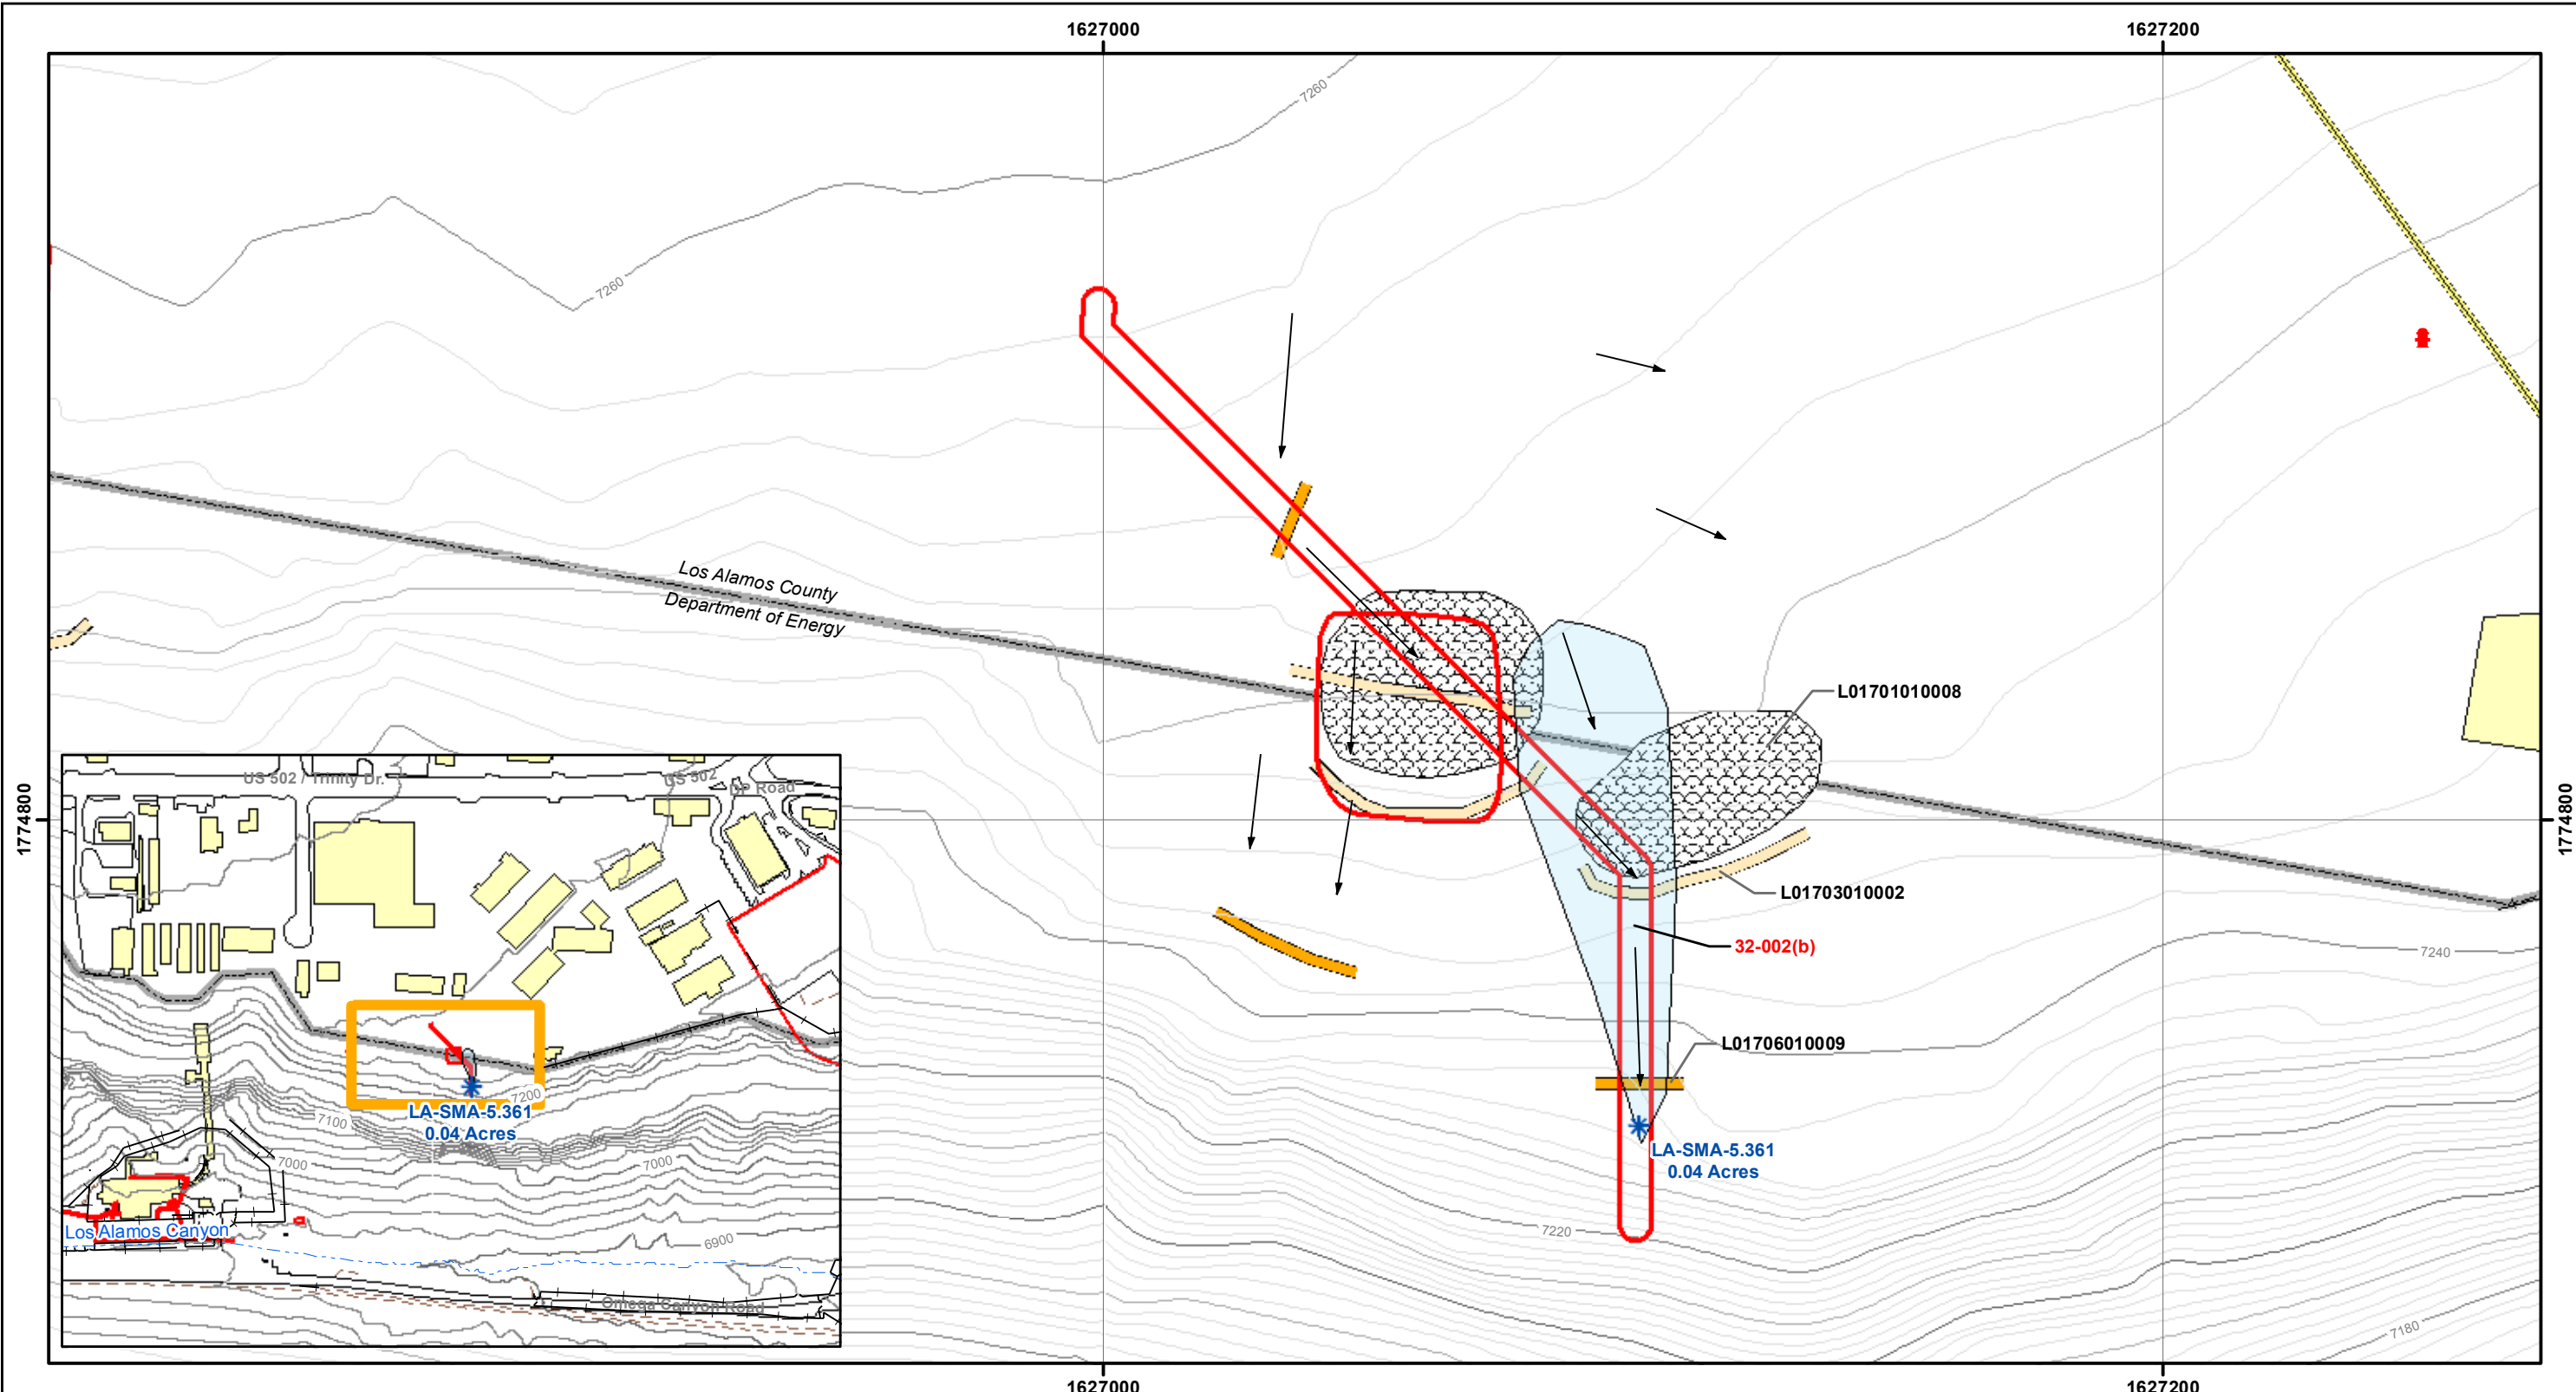 1627000
1627200
7260
7260
Los Alamos County
Department of Energy
L01701010008
1774800
1774800
US 502 / Trinity Dr.
US 502
DP Road
L01703010002
32-002(b)
7240
L01706010009
7200
LA-SMA-5.361
0.04 Acres
7100
LA-SMA-5.361
0.04 Acres
7000
7000
Los Alamos Canyon
6900
7220
Omega Canyon Road
7180
1627000
1627200